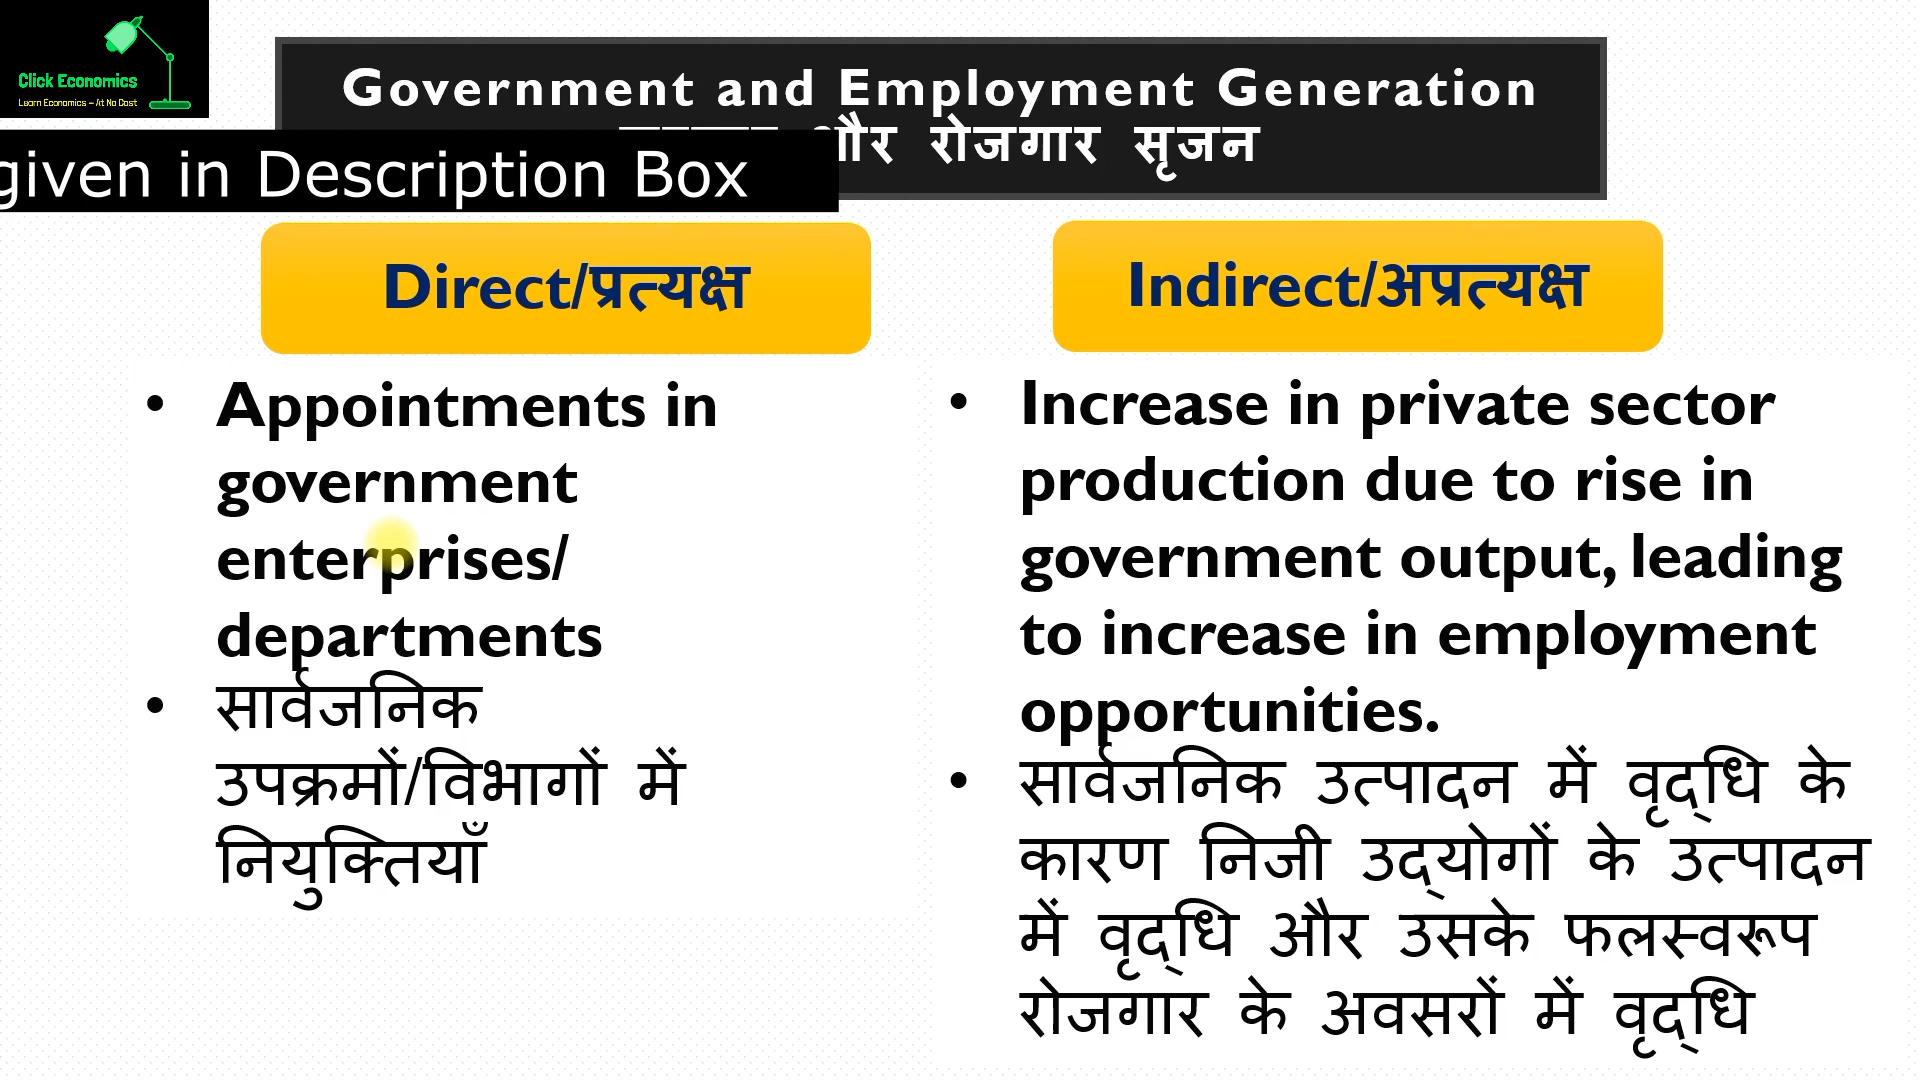 Click Economics
Learn Economics - At No Cost
Government and Employment Generation
और रोजगार सृजन
given in Description Box
Direct/प्रत्यक्ष
• Appointments in
government
enterprises/
departments
• सार्वजनिक
उपक्रमों/विभागों में
नियुक्तियाँ
Indirect/अप्रत्यक्ष
• Increase in private sector
production due to rise in
government output, leading
to increase in employment
opportunities.
• सार्वजनिक उत्पादन में वृद्धि के
कारण निजी उद्योगों के उत्पादन
में वृद्धि और उसके फलस्वरूप
रोजगार के अवसरों में वृद्धि